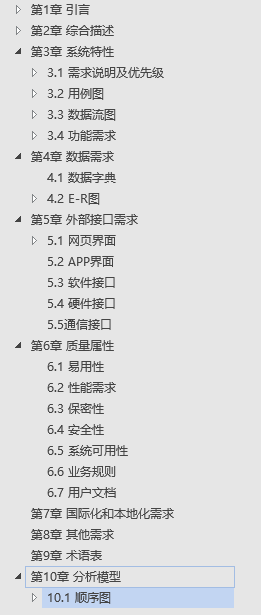 第1章 引言
第2章 综合描述
第3章 系统特性
3.1 需求说明及优先级
3.2 用例图
3.3 数据流图
3.4 功能需求
第4章 数据需求
4.1 数据字典
4.2 E-R图
第5章 外部接口需求
5.1 网页界面
5.2 APP界面
5.3 软件接口
5.4 硬件接口
5.5通信接口
第6章 质量属性
6.1 易用性
6.2 性能需求
6.3 保密性
6.4 安全性
6.5 系统可用性
6.6 业务规则
6.7 用户文档
第7章 国际化和本地化需求
第8章 其他需求
第9章 术语表
第10章 分析模型
10.1 顺序图